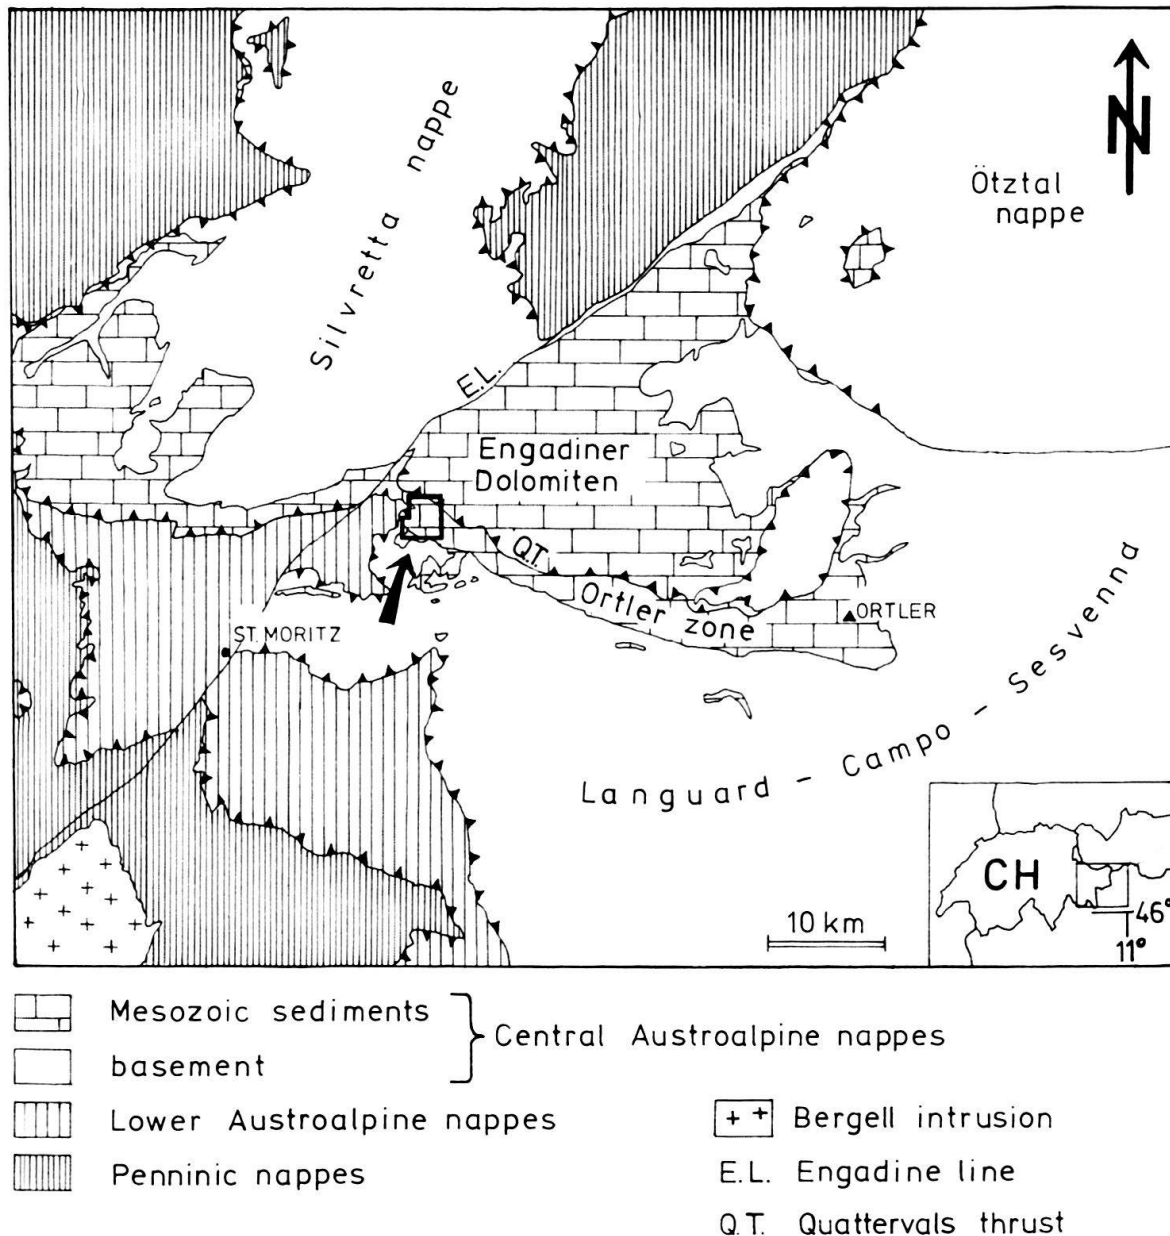 N
Ötztal
nappe
Silvretta nappe
E.L.
Engadiner
Dolomiten
Q.T.
Ortler zone
ORTLER
ST. MORITZ
Languard - Campo - Sesvenna
10 km
CH
46°
11°
Mesozoic sediments
basement
Central Austroalpine nappes
Lower Austroalpine nappes
Penninic nappes
++ Bergell intrusion
E.L. Engadine line
Q.T. Quattervals thrust